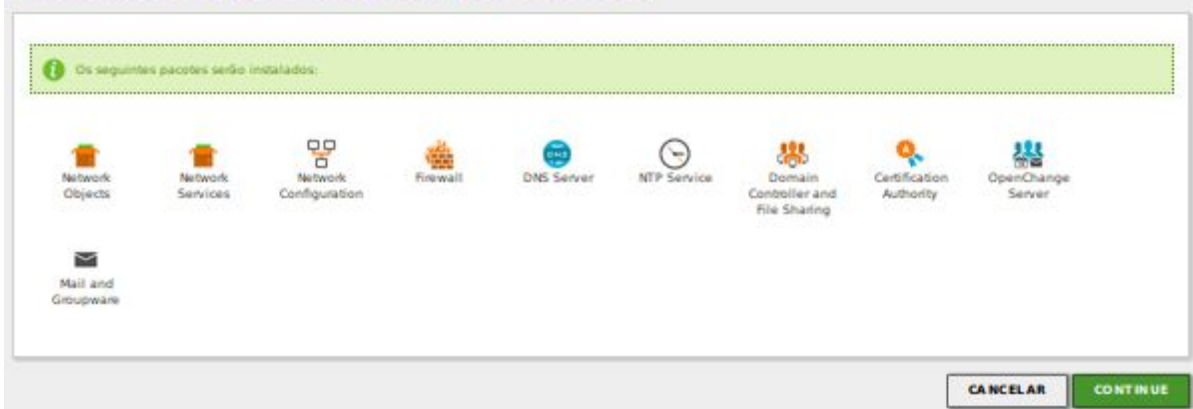 Os seguintes pacotes serão instalados:
Network
Objects
Network
Services
Network
Configuration
Firewall
DNS
DNS Server
NTP Service
Domain
Controller and
File Sharing
Certification
Authority
OpenChange
Server
Mail and
Groupware
CANCELAR
CONTINUE